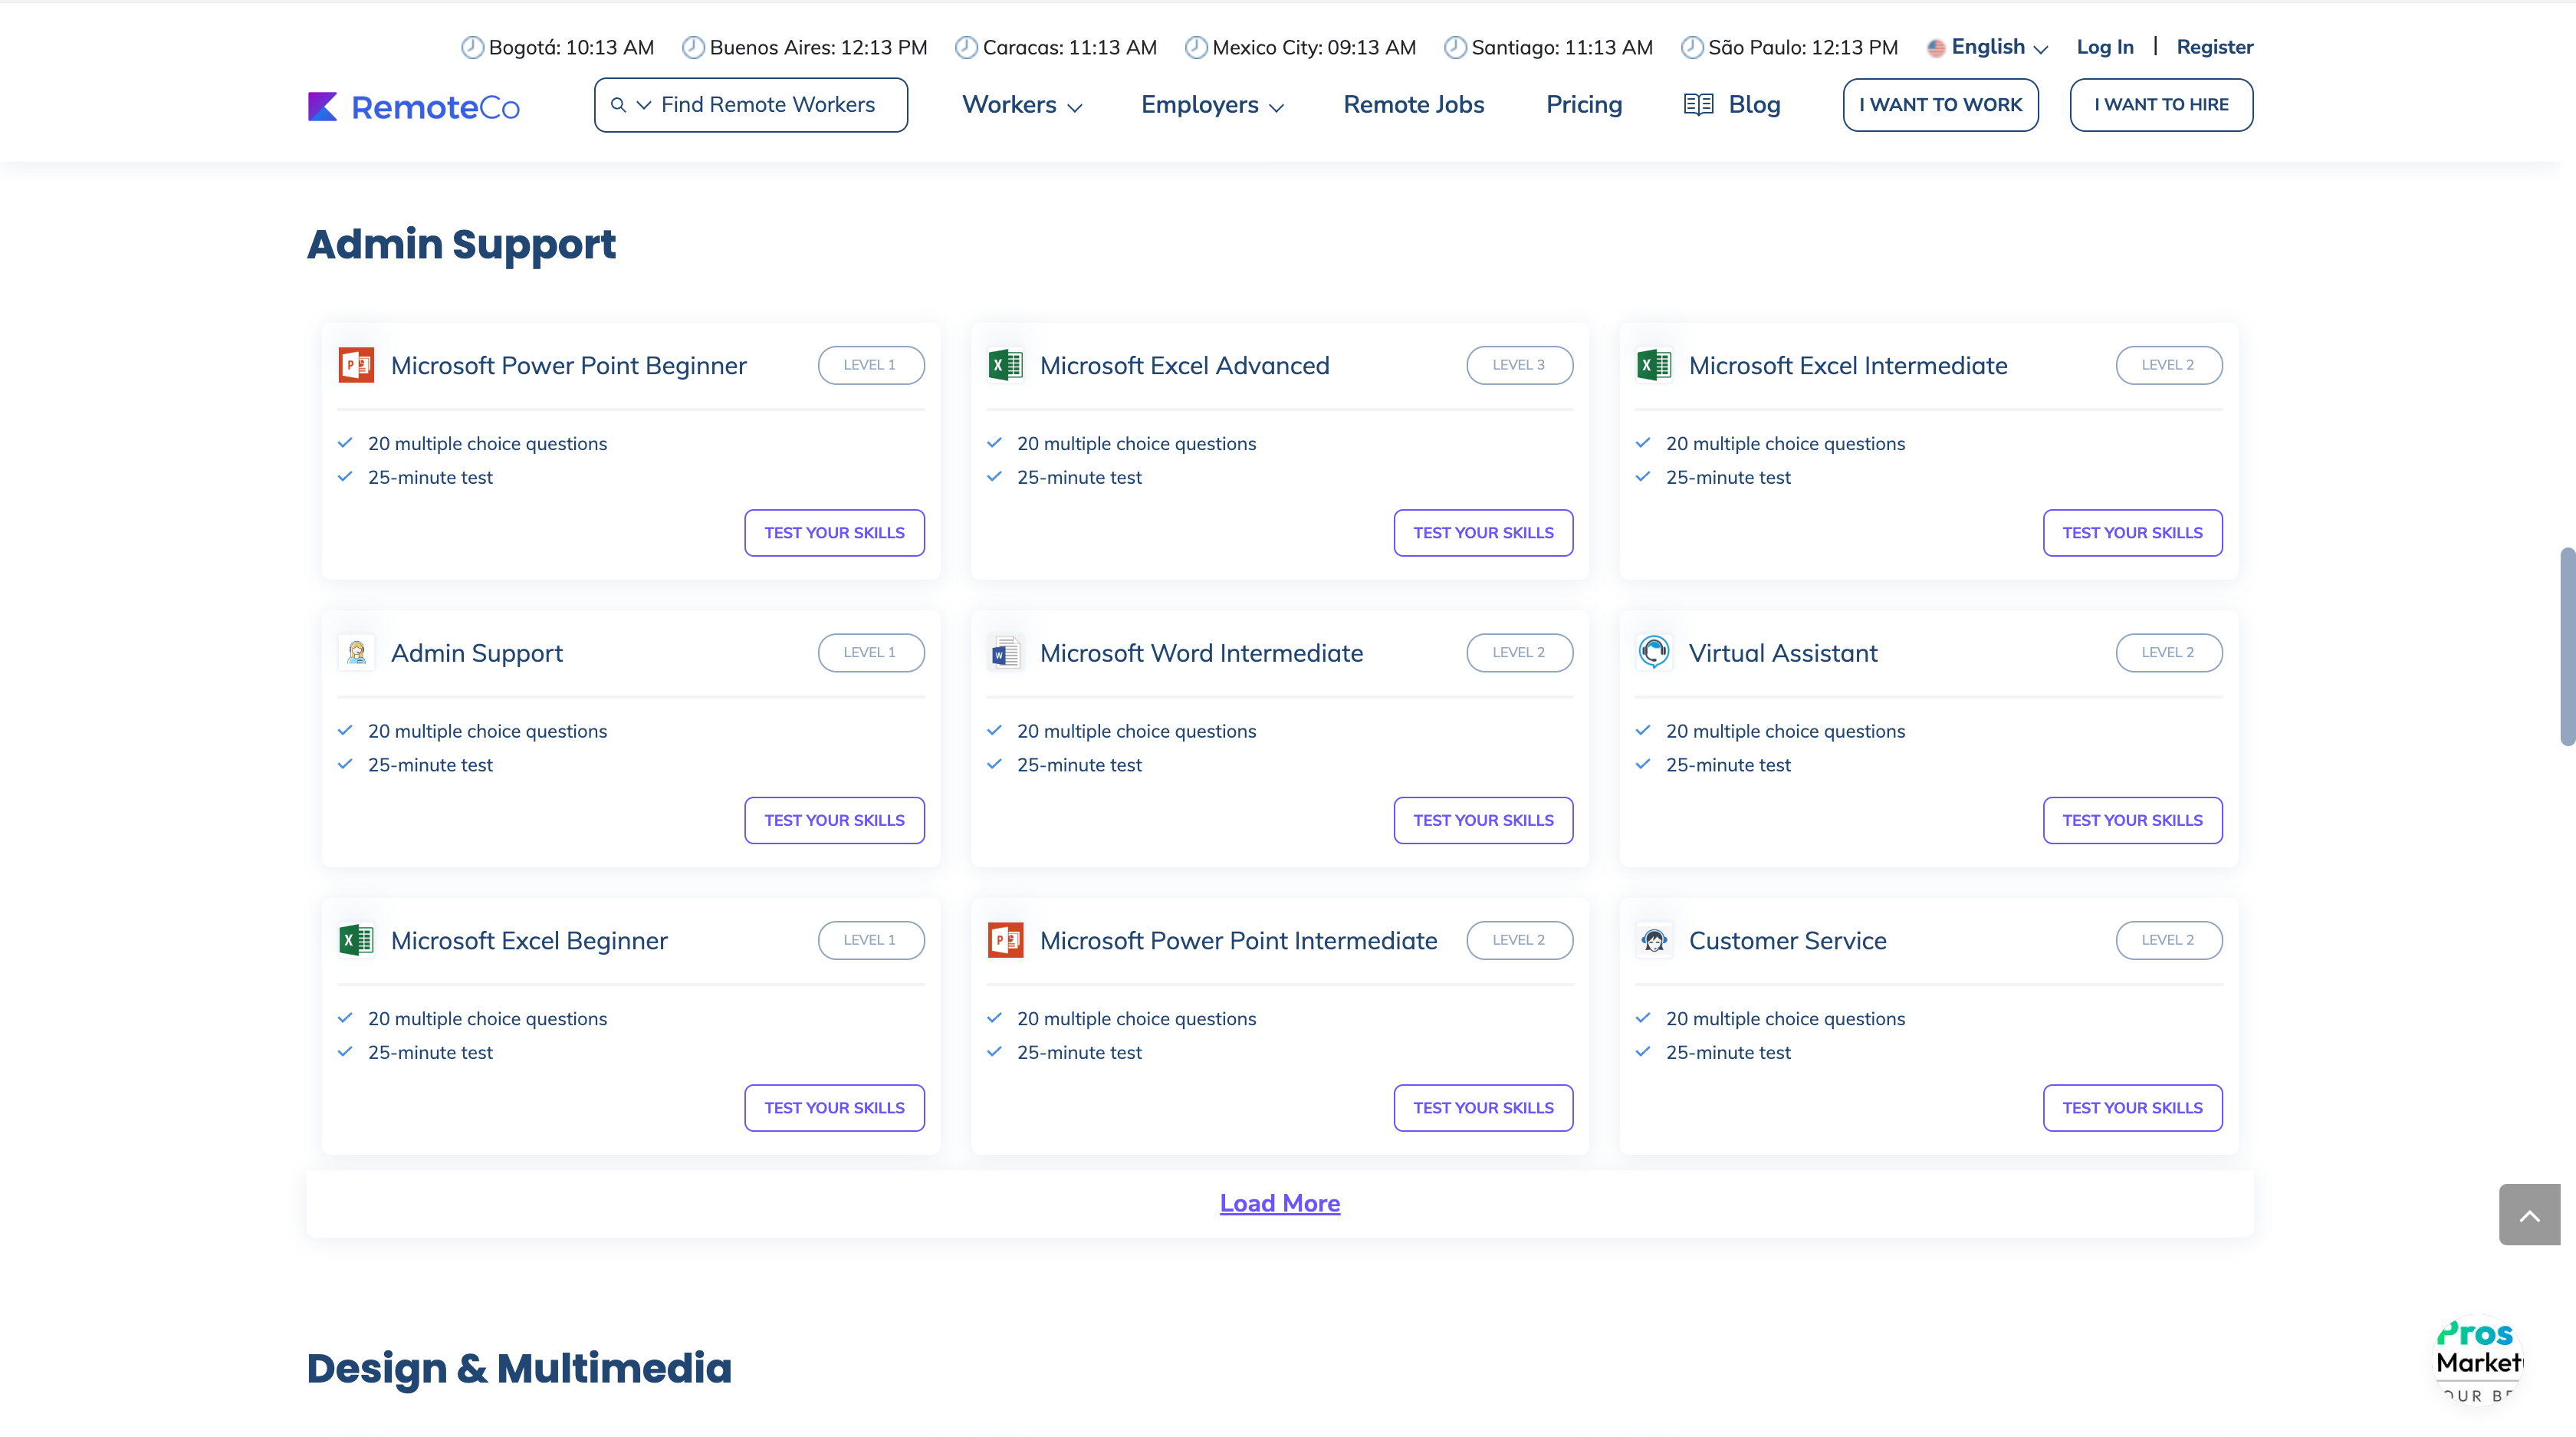 Bogotá: 10:13 AM Buenos Aires: 12:13 PM Caracas: 11:13 AM Mexico City: 09:13 AM Santiago: 11:13 AM São Paulo: 12:13 PM English Log In | Register
RemoteCo Find Remote Workers Workers Employers Remote Jobs Pricing Blog I WANT TO WORK I WANT TO HIRE
Admin Support
Microsoft Power Point Beginner LEVEL 1
20 multiple choice questions
25-minute test
TEST YOUR SKILLS
Microsoft Excel Advanced LEVEL 3
20 multiple choice questions
25-minute test
TEST YOUR SKILLS
Microsoft Excel Intermediate LEVEL 2
20 multiple choice questions
25-minute test
TEST YOUR SKILLS
Admin Support LEVEL 1
20 multiple choice questions
25-minute test
TEST YOUR SKILLS
Microsoft Word Intermediate LEVEL 2
20 multiple choice questions
25-minute test
TEST YOUR SKILLS
Virtual Assistant LEVEL 2
20 multiple choice questions
25-minute test
TEST YOUR SKILLS
Microsoft Excel Beginner LEVEL 1
20 multiple choice questions
25-minute test
TEST YOUR SKILLS
Microsoft Power Point Intermediate LEVEL 2
20 multiple choice questions
25-minute test
TEST YOUR SKILLS
Customer Service LEVEL 2
20 multiple choice questions
25-minute test
TEST YOUR SKILLS
Load More
Design & Multimedia
Pros
Market